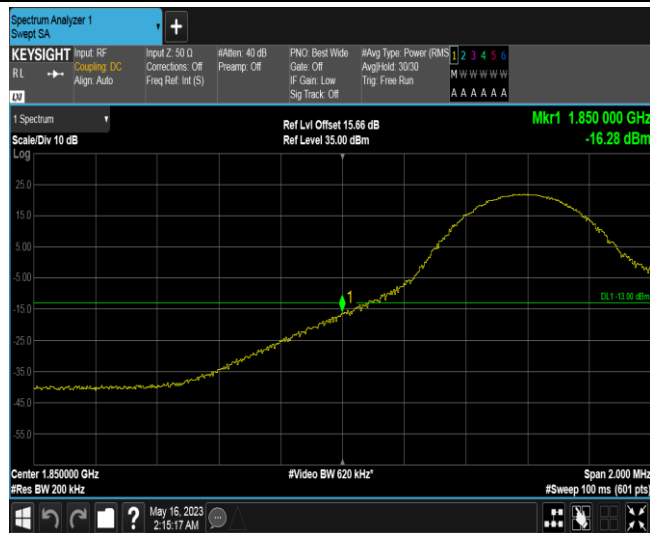 Spectrum Analyzer 1
Swept SA
+
KEYSIGHT
RL
Input: RF
Coupling: DC
Align: Auto
Input Z: 50 Ω
Corrections: Off
Freq Ref: Int (S)
#Atten: 40 dB
Preamp: Off
PNO: Best Wide
Gate: Off
IF Gain: Low
Sig Track: Off
#Avg Type: Power (RMS
Avg|Hold: 30/30
Trig: Free Run
1 2 3 4 5 6
M W W W W W
A A A A A A
1 Spectrum
Scale/Div 10 dB
Log
Ref Lvl Offset 15.66 dB
Ref Level 35.00 dBm
Mkr1 1.850 000 GHz
-16.28 dBm
25.0
15.0
5.00
-5.00
-15.0
-25.0
-35.0
-45.0
-55.0
1
DL1 -13.00 dBm
Center 1.850000 GHz
#Res BW 200 kHz
#Video BW 620 kHz*
Span 2.000 MHz
#Sweep 100 ms (601 pts)
?
May 16, 2023
2:15:17 AM